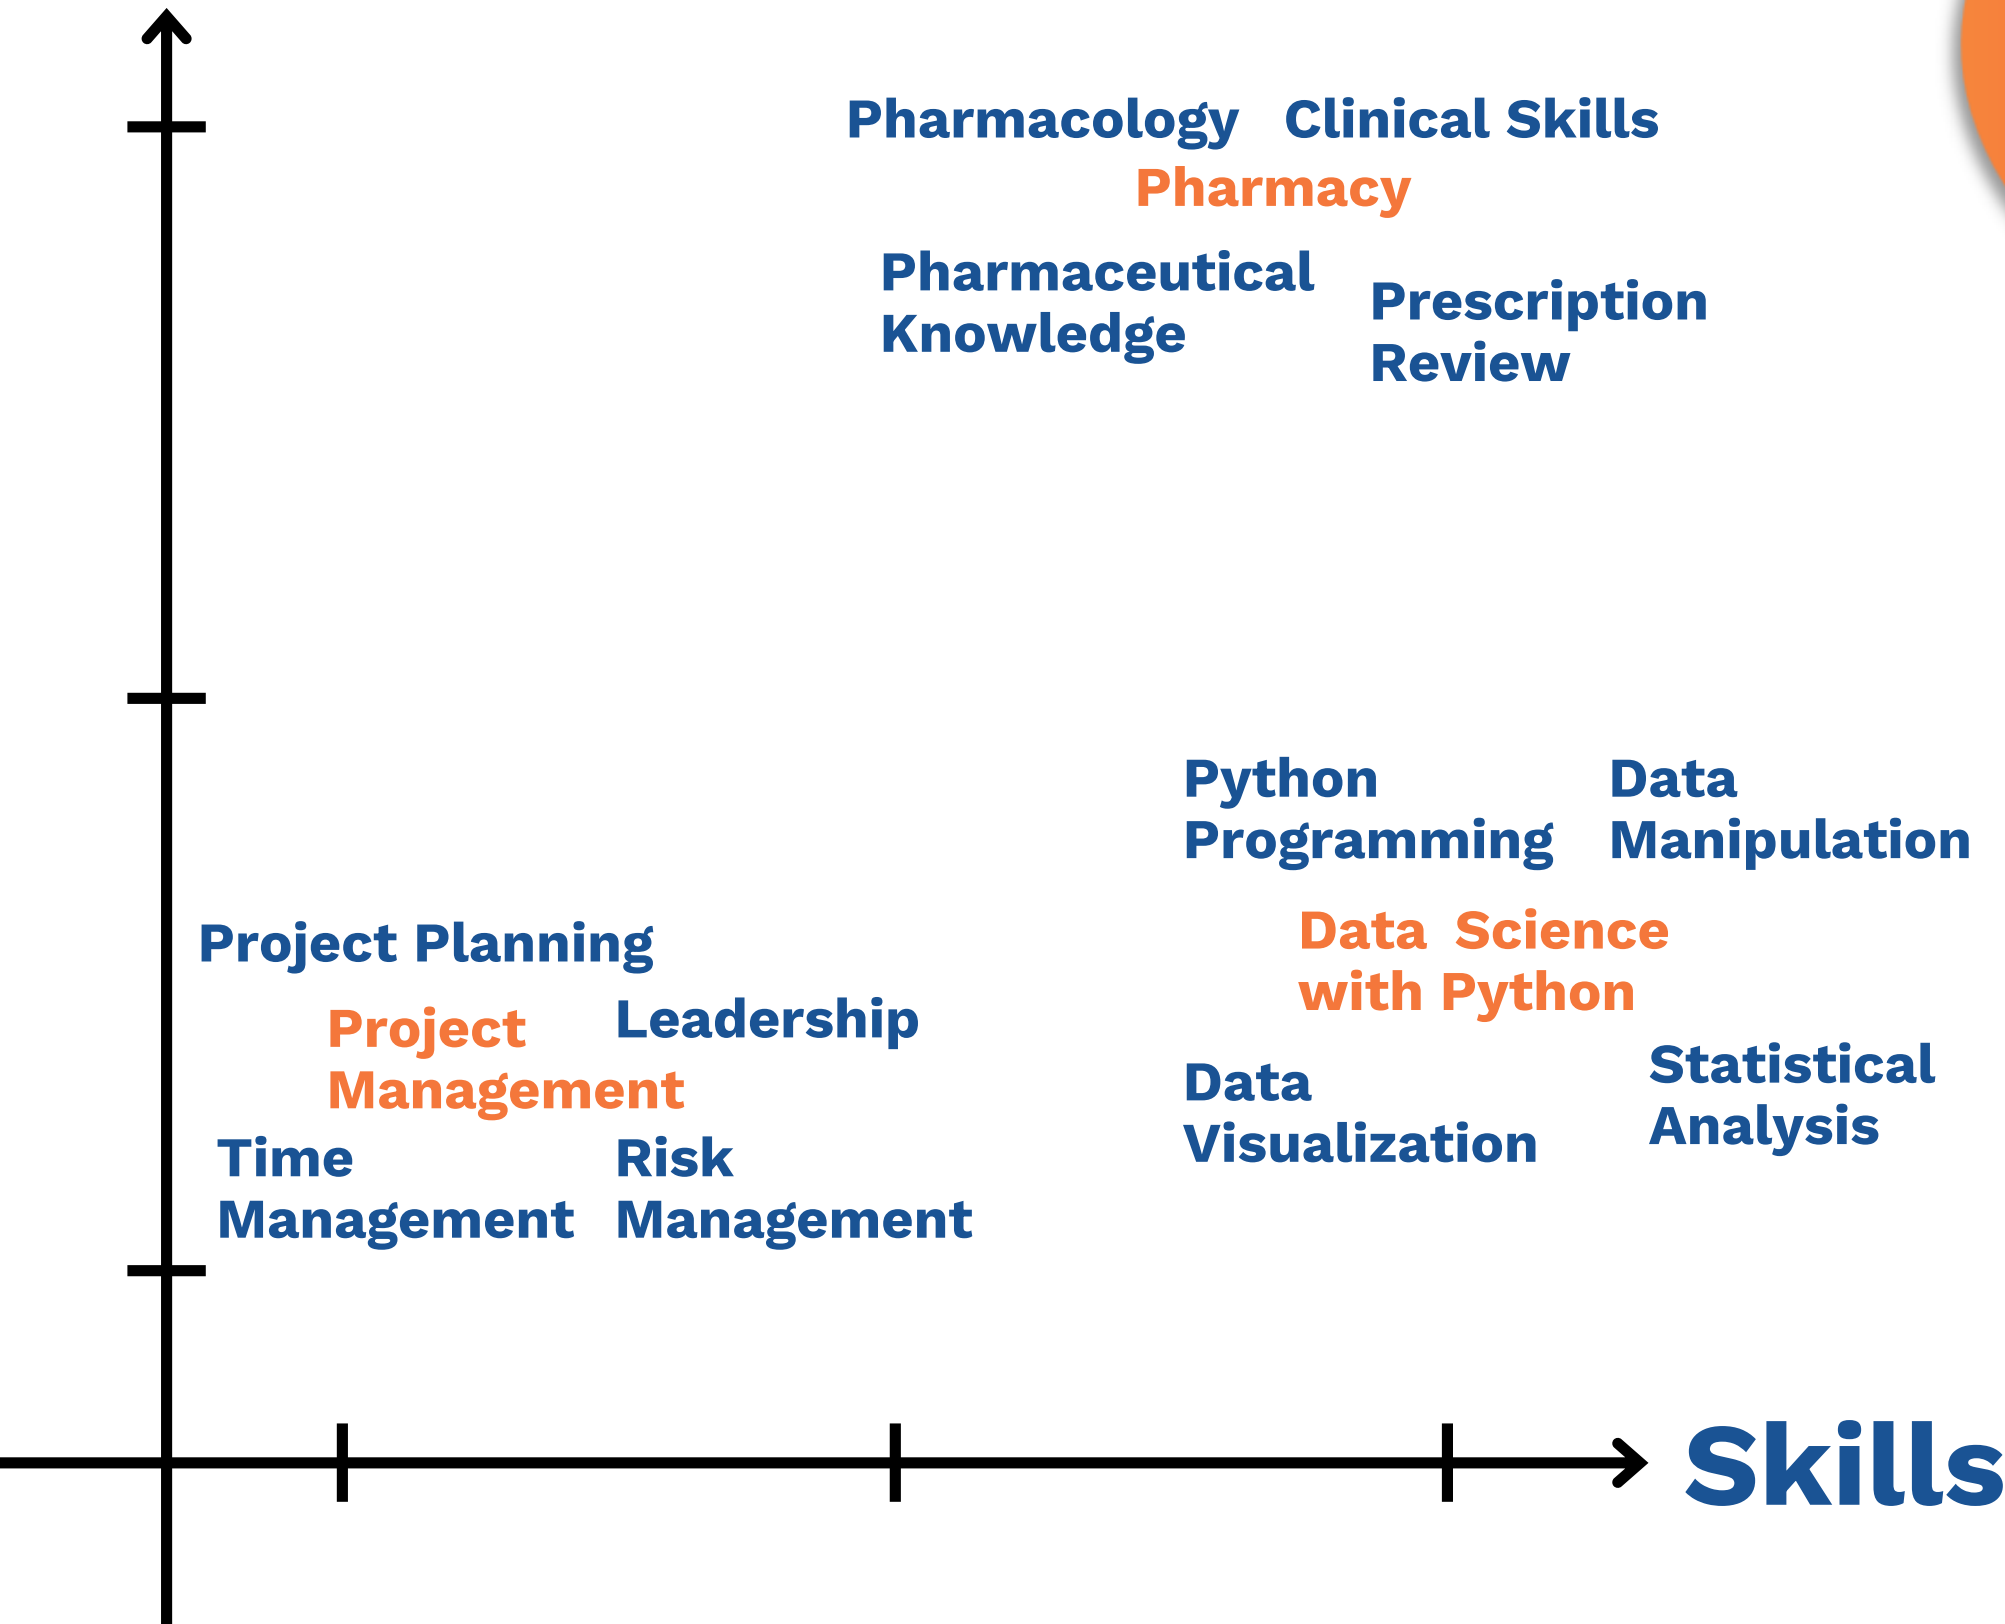 Pharmacology
Clinical Skills
Pharmacy
Pharmaceutical
Knowledge
Prescription
Review
Python
Programming
Data
Manipulation
Data Science
with Python
Data
Visualization
Statistical
Analysis
Project Planning
Project
Management
Leadership
Time
Management
Risk
Management
Skills